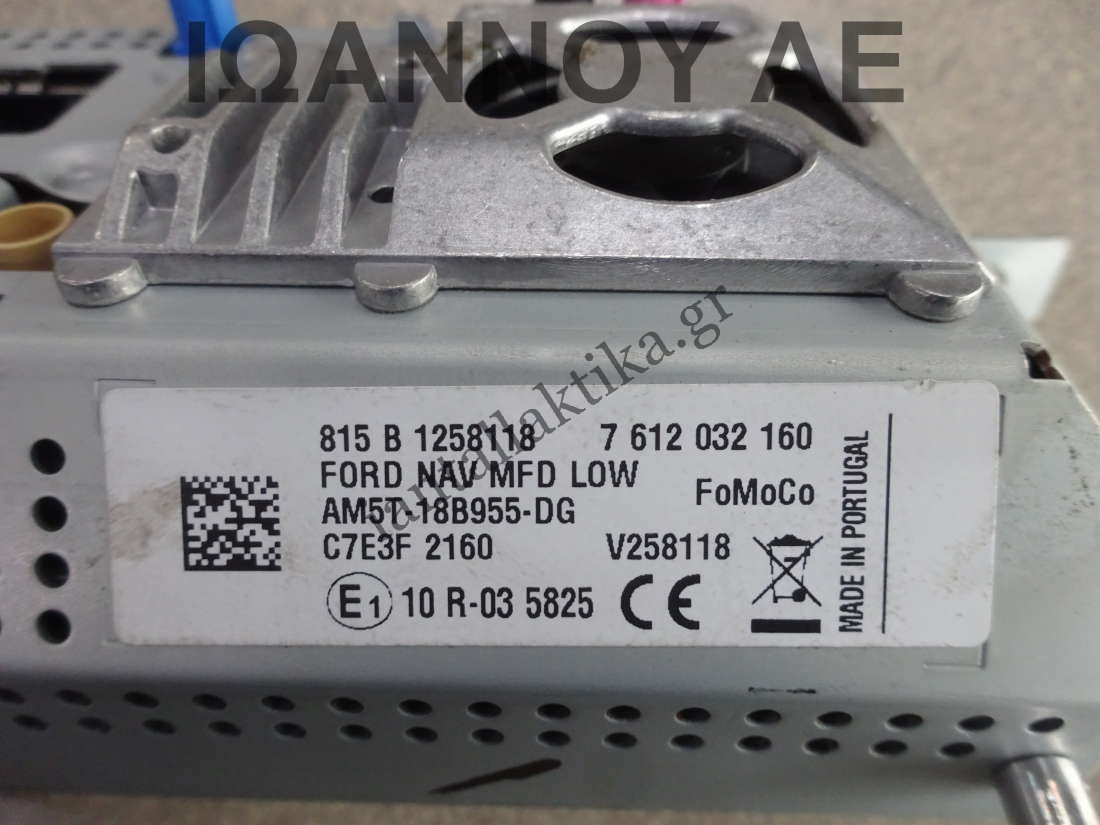 ΙΩΑΝΝΟΥ ΑΕ
815 B 1258118 7 612 032 160
FORD NAV MFD LOW
FoMoCo
AM5T-18B955-DG
C7E3F 2160 V258118
E1 10 R-03 5825 CE
MADE IN PORTUGAL
iantallaktika.gr